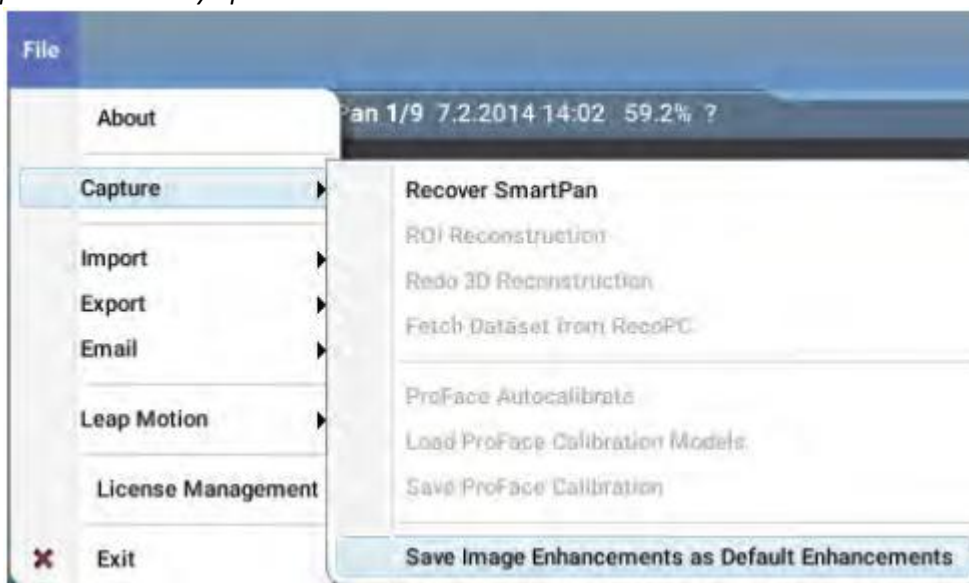 File
an 1/9 7.2.2014 14:02 59.2% ?
About
Capture
Import
Export
Email
Leap Motion
License Management
Exit
Recover SmartPan
ROI Reconstruction
Redo 3D Reconstruction
Fetch Dataset from RecoPC
ProFace Autocalibrate
Load ProFace Calibration Models
Save ProFace Calibration
Save Image Enhancements as Default Enhancements